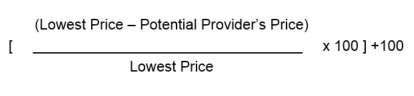 (Lowest Price – Potential Provider's Price)
[ x 100 ] +100
Lowest Price